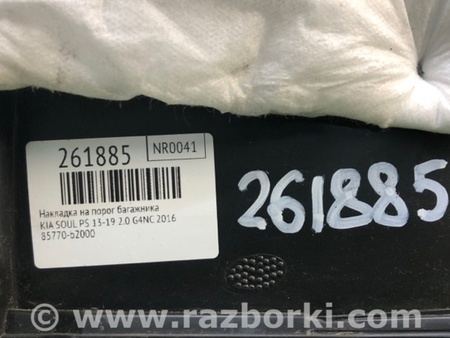 261885
NR0041
Накладка на порог багажника
KIA SOUL PS 13-19 2.0 G4NC 2016
85770-b2000
261885
www.razborki.com